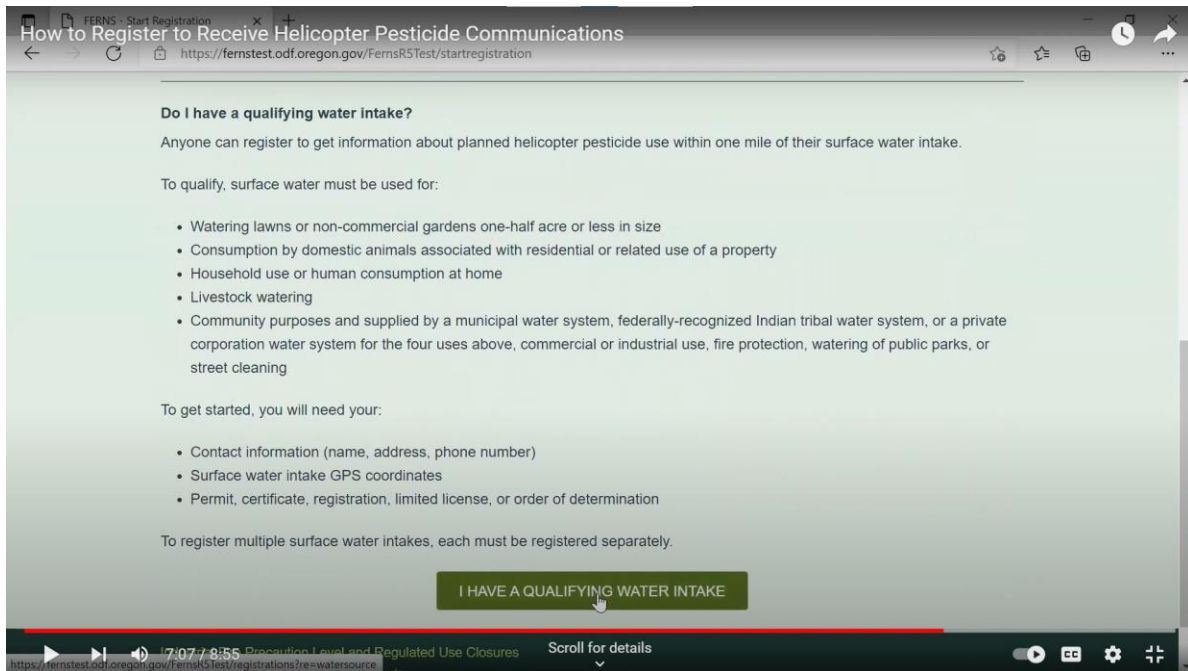 FERNS - Start Registration
How to Register to Receive Helicopter Pesticide Communications
https://fernstest.odf.oregon.gov/FernsR5Test/startregistration
Do I have a qualifying water intake?
Anyone can register to get information about planned helicopter pesticide use within one mile of their surface water intake.
To qualify, surface water must be used for:
• Watering lawns or non-commercial gardens one-half acre or less in size
• Consumption by domestic animals associated with residential or related use of a property
• Household use or human consumption at home
• Livestock watering
• Community purposes and supplied by a municipal water system, federally-recognized Indian tribal water system, or a private
corporation water system for the four uses above, commercial or industrial use, fire protection, watering of public parks, or
street cleaning
To get started, you will need your:
• Contact information (name, address, phone number)
• Surface water intake GPS coordinates
• Permit, certificate, registration, limited license, or order of determination
To register multiple surface water intakes, each must be registered separately.
I HAVE A QUALIFYING WATER INTAKE
7:07 / 8:55 Precaution Level and Regulated Use Closures Scroll for details CC
https://fernstest.odf.oregon.gov/FernsR5Test/registrations?re=watersource